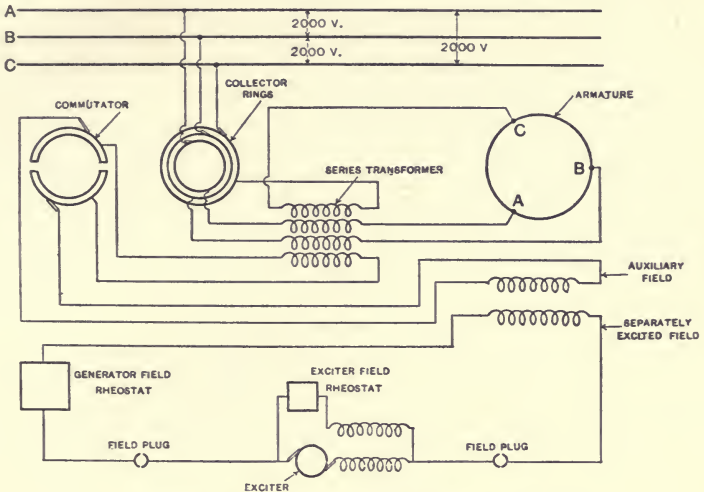 A
2000 V.
B
2000 V.
2000 V
C
COMMUTATOR
COLLECTOR
RINGS
ARMATURE
C
B
A
SERIES TRANSFORMER
AUXILIARY
FIELD
SEPARATELY
EXCITED FIELD
GENERATOR FIELD
RHEOSTAT
EXCITER FIELD
RHEOSTAT
FIELD PLUG
FIELD PLUG
EXCITER